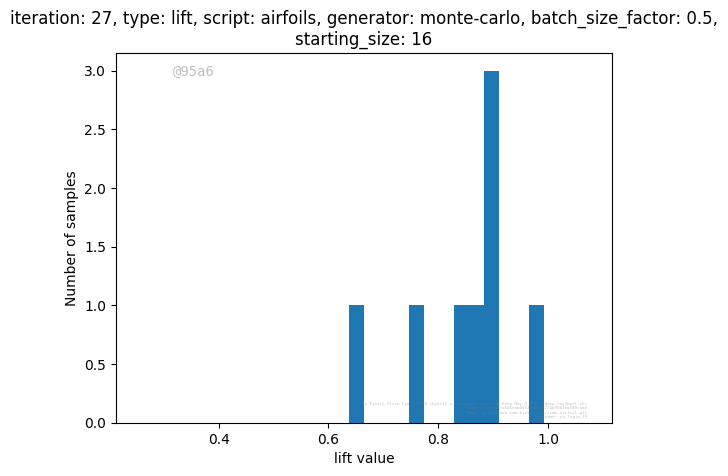 iteration: 27, type: lift, script: airfoils, generator: monte-carlo, batch_size_factor: 0.5,
starting_size: 16
@95a6
3.0
2.5
2.0
1.5
1.0
0.5
0.0
Number of samples
0.4 0.6 0.8 1.0
lift value